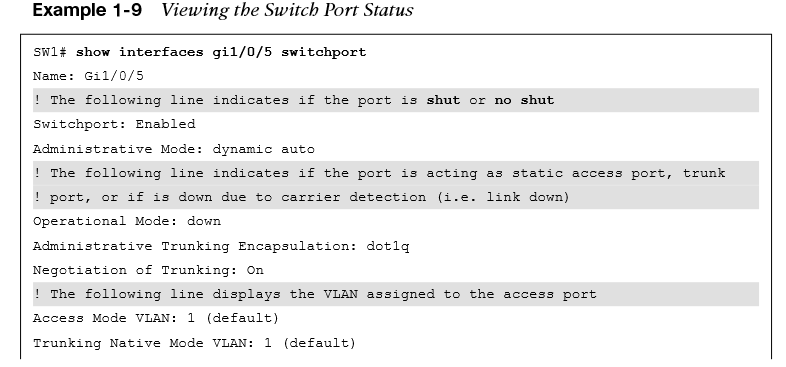 Example 1-9 Viewing the Switch Port Status
SW1# show interfaces gi1/0/5 switchport
Name: Gi1/0/5
! The following line indicates if the port is shut or no shut
Switchport: Enabled
Administrative Mode: dynamic auto
! The following line indicates if the port is acting as static access port, trunk
! port, or if is down due to carrier detection (i.e. link down)
Operational Mode: down
Administrative Trunking Encapsulation: dot1q
Negotiation of Trunking: On
! The following line displays the VLAN assigned to the access port
Access Mode VLAN: 1 (default)
Trunking Native Mode VLAN: 1 (default)